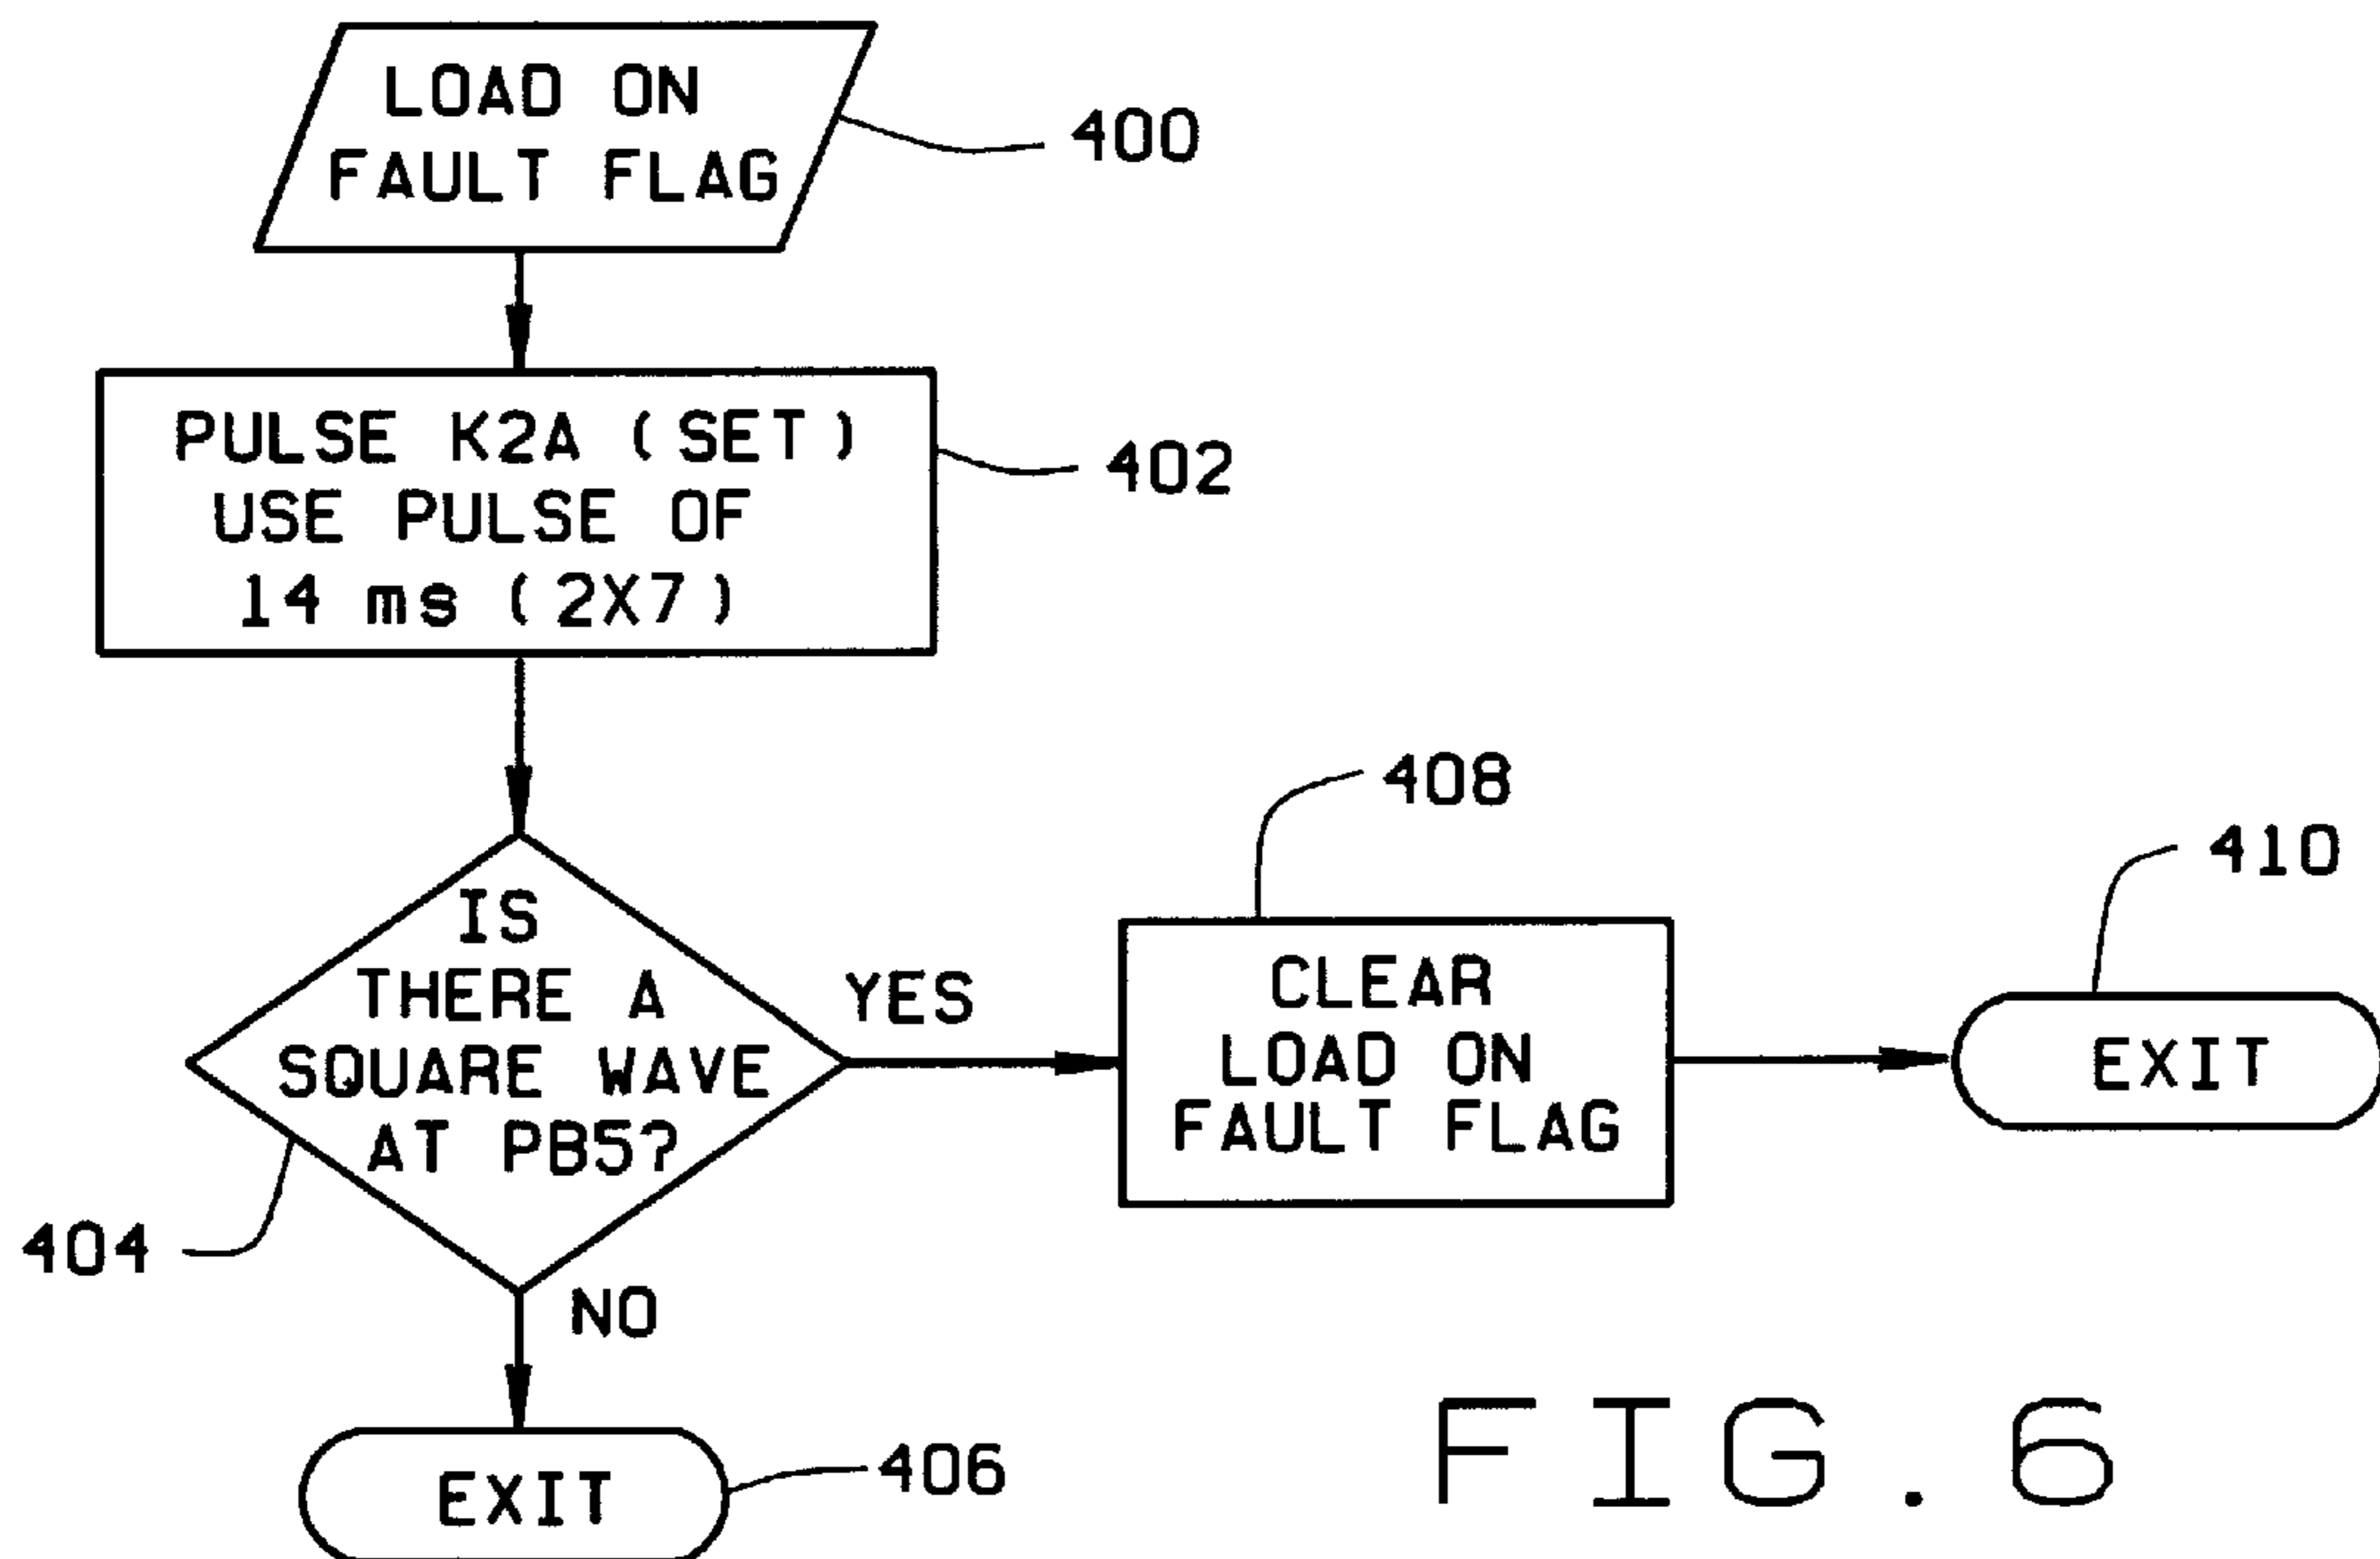 LOAD ON
FAULT FLAG
400
PULSE K2A (SET)
USE PULSE OF
14 ms (2X7)
402
IS
THERE A
SQUARE WAVE
AT PB5?
404
YES
408
CLEAR
LOAD ON
FAULT FLAG
410
EXIT
NO
EXIT
406
FIG.6